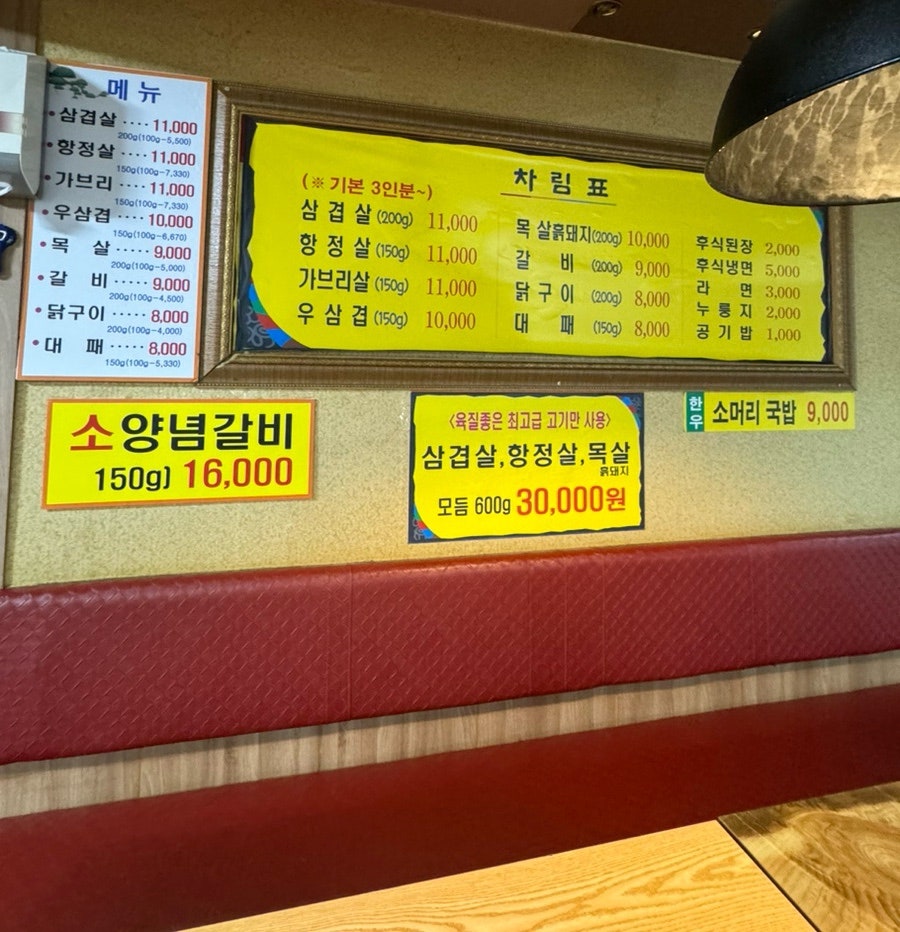 메 뉴
• 삼겹살 ···· 11,000
200g(100g-5,500)
• 항정살 ···· 11,000
150g(100g-7,330)
• 가브리 ···· 11,000
150g(100g-7,330)
• 우삼겹 ···· 10,000
150g(100g-6,670)
• 목 살 ····· 9,000
200g(100g-5,000)
• 갈 비 ····· 9,000
200g(100g-4,500)
• 닭구이 ···· 8,000
200g(100g-4,000)
• 대 패 ····· 8,000
150g(100g-5,330)
차 림 표
(※ 기본 3인분~)
삼 겹 살 (200g) 11,000
항 정 살 (150g) 11,000
가브리살 (150g) 11,000
우 삼 겹 (150g) 10,000
목 살흙돼지(200g) 10,000
갈 비 (200g) 9,000
닭 구 이 (200g) 8,000
대 패 (150g) 8,000
후식된장 2,000
후식냉면 5,000
라 면 3,000
누 룽 지 2,000
공 기 밥 1,000
소양념갈비
150g) 16,000
〈육질좋은 최고급 고기만 사용〉
삼겹살,항정살,목살
흙돼지
모듬 600g 30,000원
한우 소머리 국밥 9,000